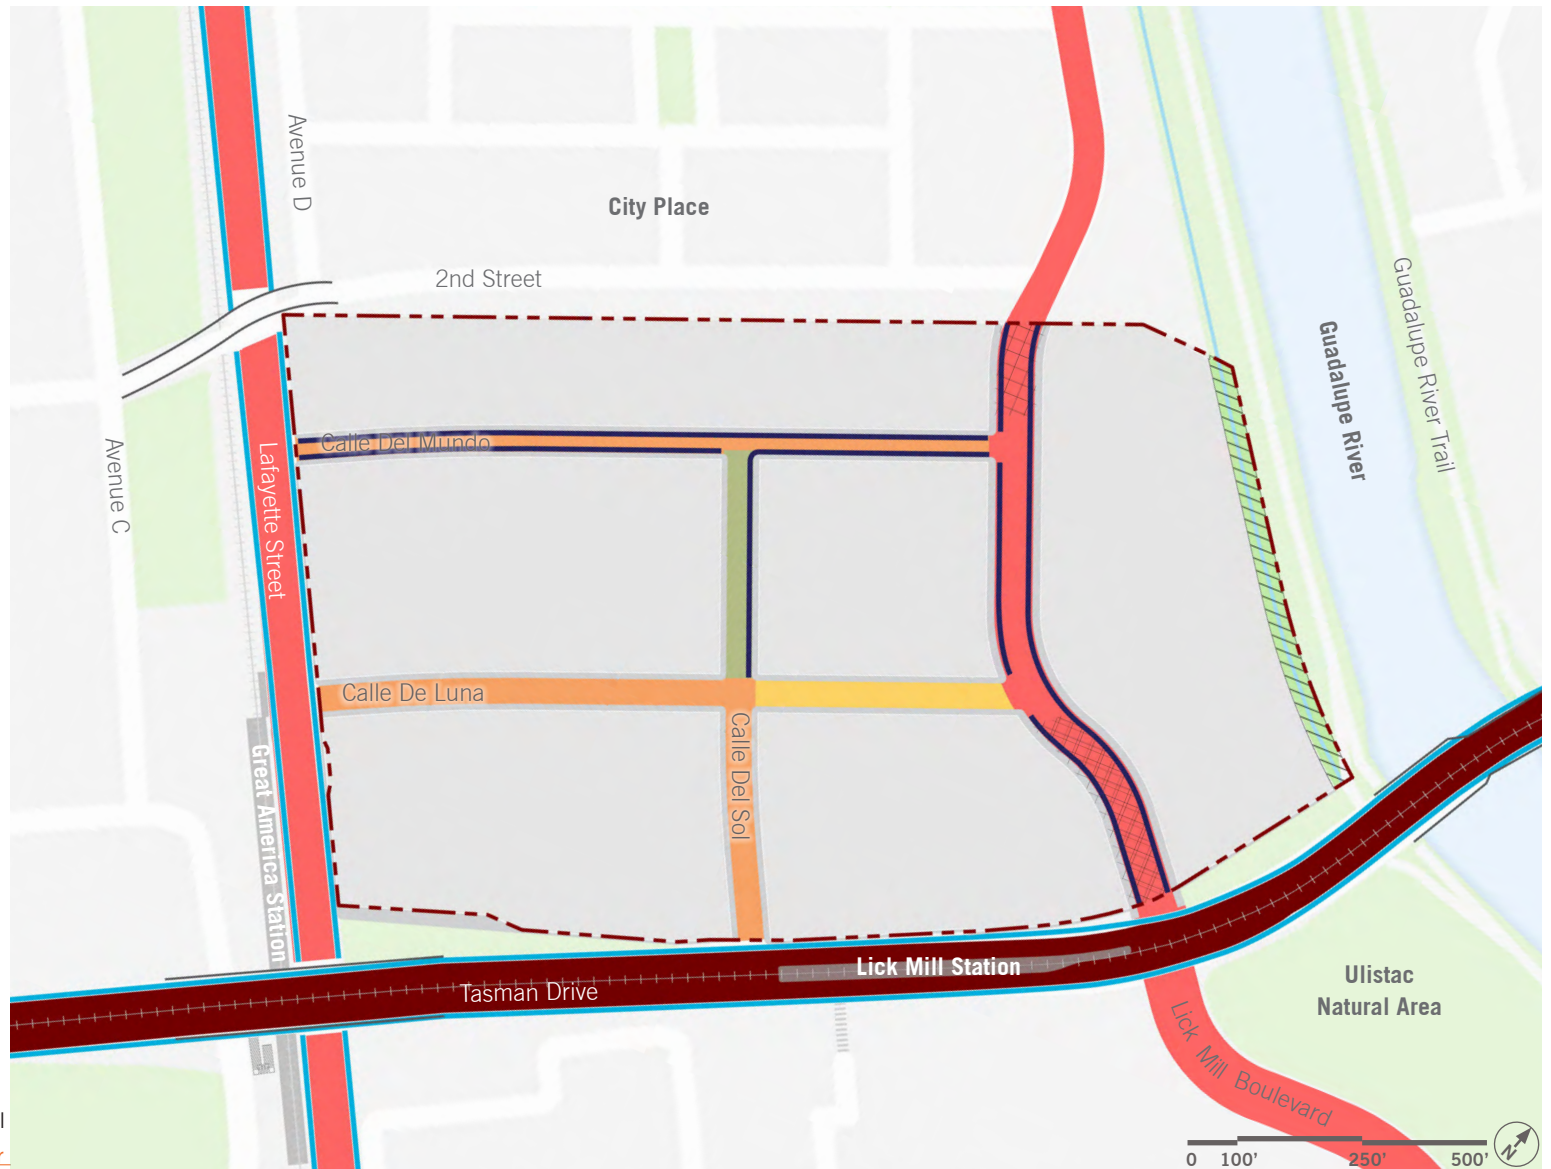 Avenue D
City Place
2nd Street
Guadalupe River Trail
Guadalupe River
Calle Del Mundo
Avenue C
Lafayette Street
Calle De Luna
Calle Del Sol
Great America Station
Lick Mill Station
Tasman Drive
Ulistac
Natural Area
Lick Mill Boulevard
0 100' 250' 500'
N